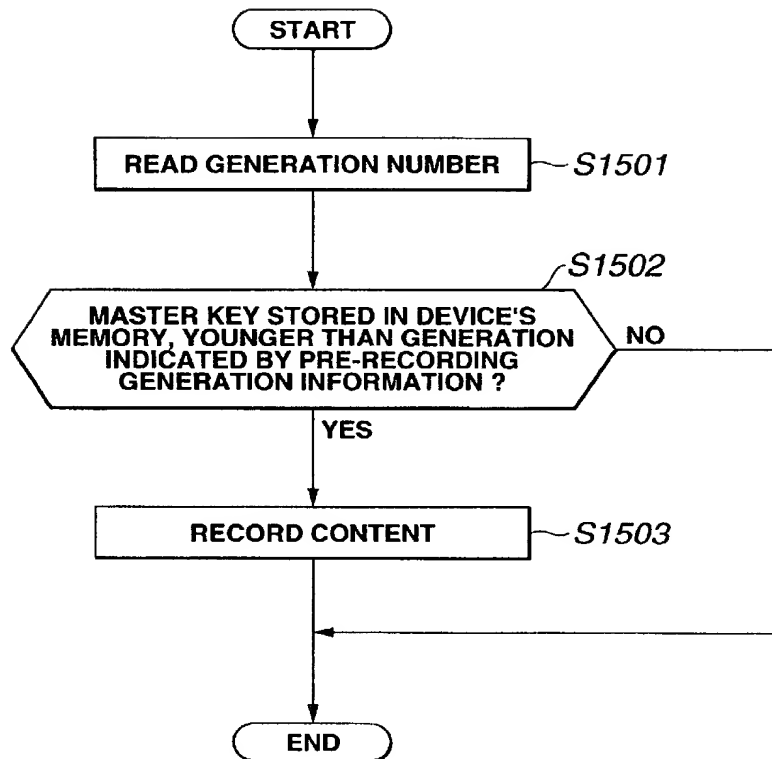 START
READ GENERATION NUMBER
S1501
S1502
MASTER KEY STORED IN DEVICE'S
MEMORY, YOUNGER THAN GENERATION
INDICATED BY PRE-RECORDING
GENERATION INFORMATION ?
NO
YES
RECORD CONTENT
S1503
END